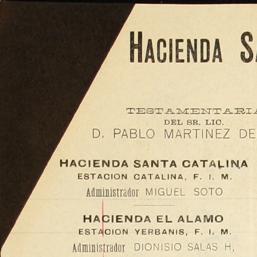 HACIENDA SA
TESTAMENTARIA
DEL SR. LIC.
D. PABLO MARTINEZ DE
HACIENDA SANTA CATALINA
ESTACION CATALINA, F. I. M.
Administrador MIGUEL SOTO
HACIENDA EL ALAMO
ESTACION YERBANIS, F. I. M.
Administrador DIONISIO SALAS H,